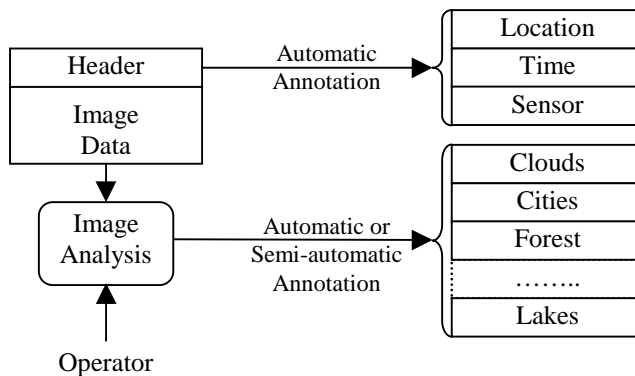 Header
Image
Data
Automatic
Annotation
Location
Time
Sensor
Image
Analysis
Automatic or
Semi-automatic
Annotation
Clouds
Cities
Forest
……..
Lakes
Operator